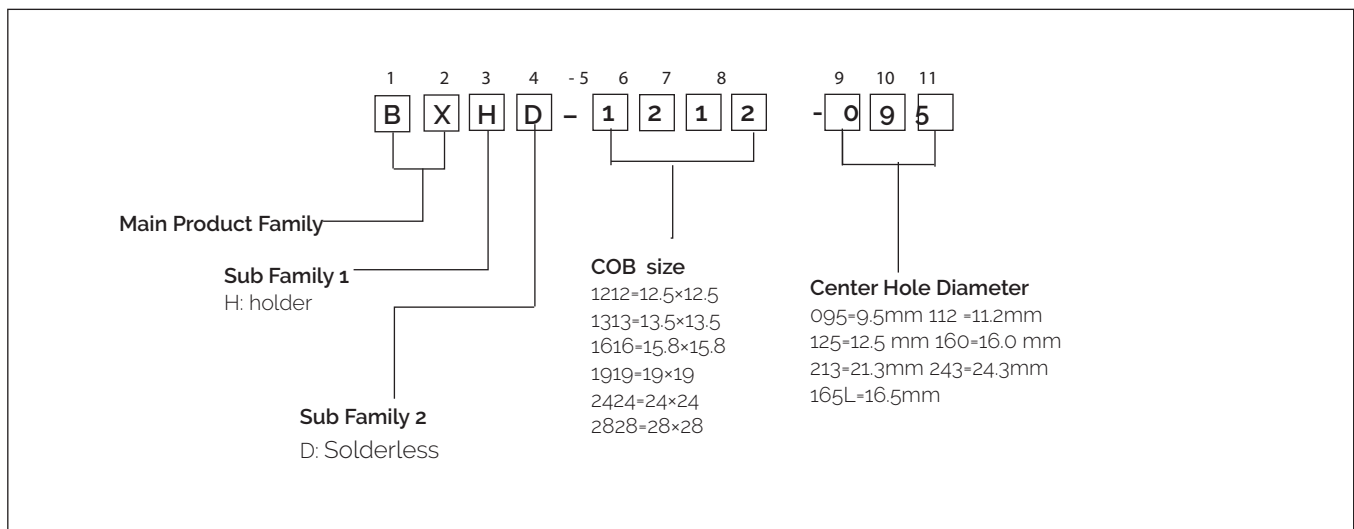 1 2 3 4 - 5 6 7 8 9 10 11
B X H D – 1 2 1 2 - 0 9 5
Main Product Family
Sub Family 1
H: holder
Sub Family 2
D: Solderless
COB size
1212=12.5×12.5
1313=13.5×13.5
1616=15.8×15.8
1919=19×19
2424=24×24
2828=28×28
Center Hole Diameter
095=9.5mm 112 =11.2mm
125=12.5 mm 160=16.0 mm
213=21.3mm 243=24.3mm
165L=16.5mm